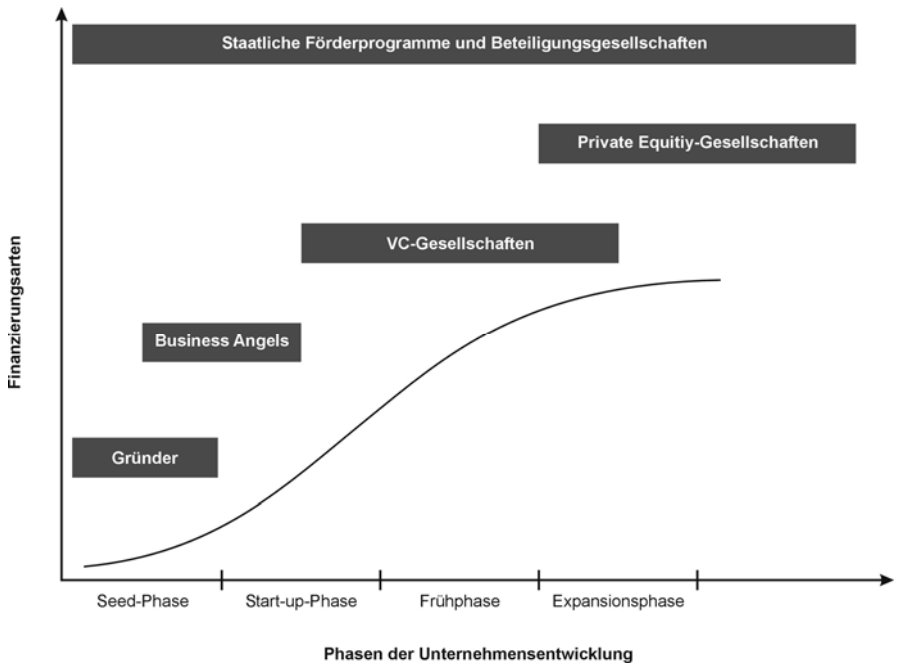 Staatliche Förderprogramme und Beteiligungsgesellschaften
Private Equitiy-Gesellschaften
VC-Gesellschaften
Business Angels
Gründer
Finanzierungsarten
Seed-Phase
Start-up-Phase
Frühphase
Expansionsphase
Phasen der Unternehmensentwicklung